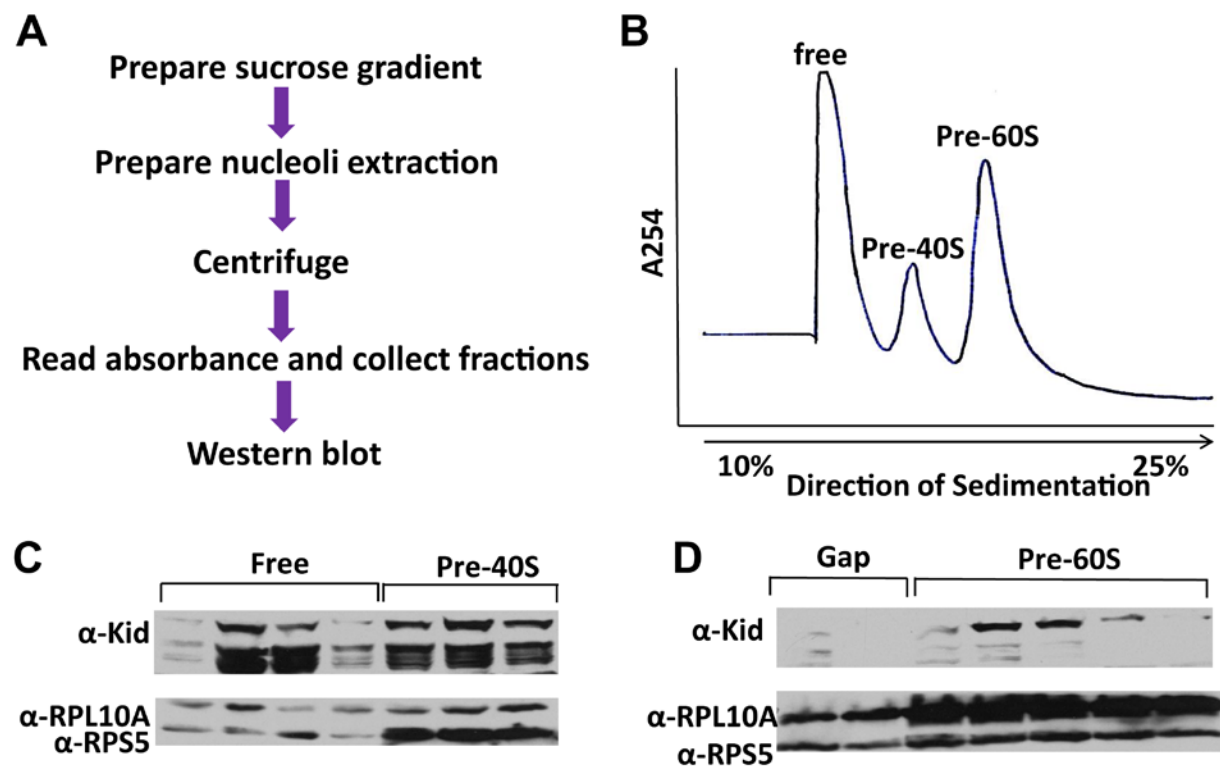 A
Prepare sucrose gradient
Prepare nucleoli extraction
Centrifuge
Read absorbance and collect fractions
Western blot
B
free
Pre-40S
Pre-60S
A254
10%
25%
Direction of Sedimentation
C
Free
Pre-40S
α-Kid
α-RPL10A
α-RPS5
D
Gap
Pre-60S
α-Kid
α-RPL10A
α-RPS5